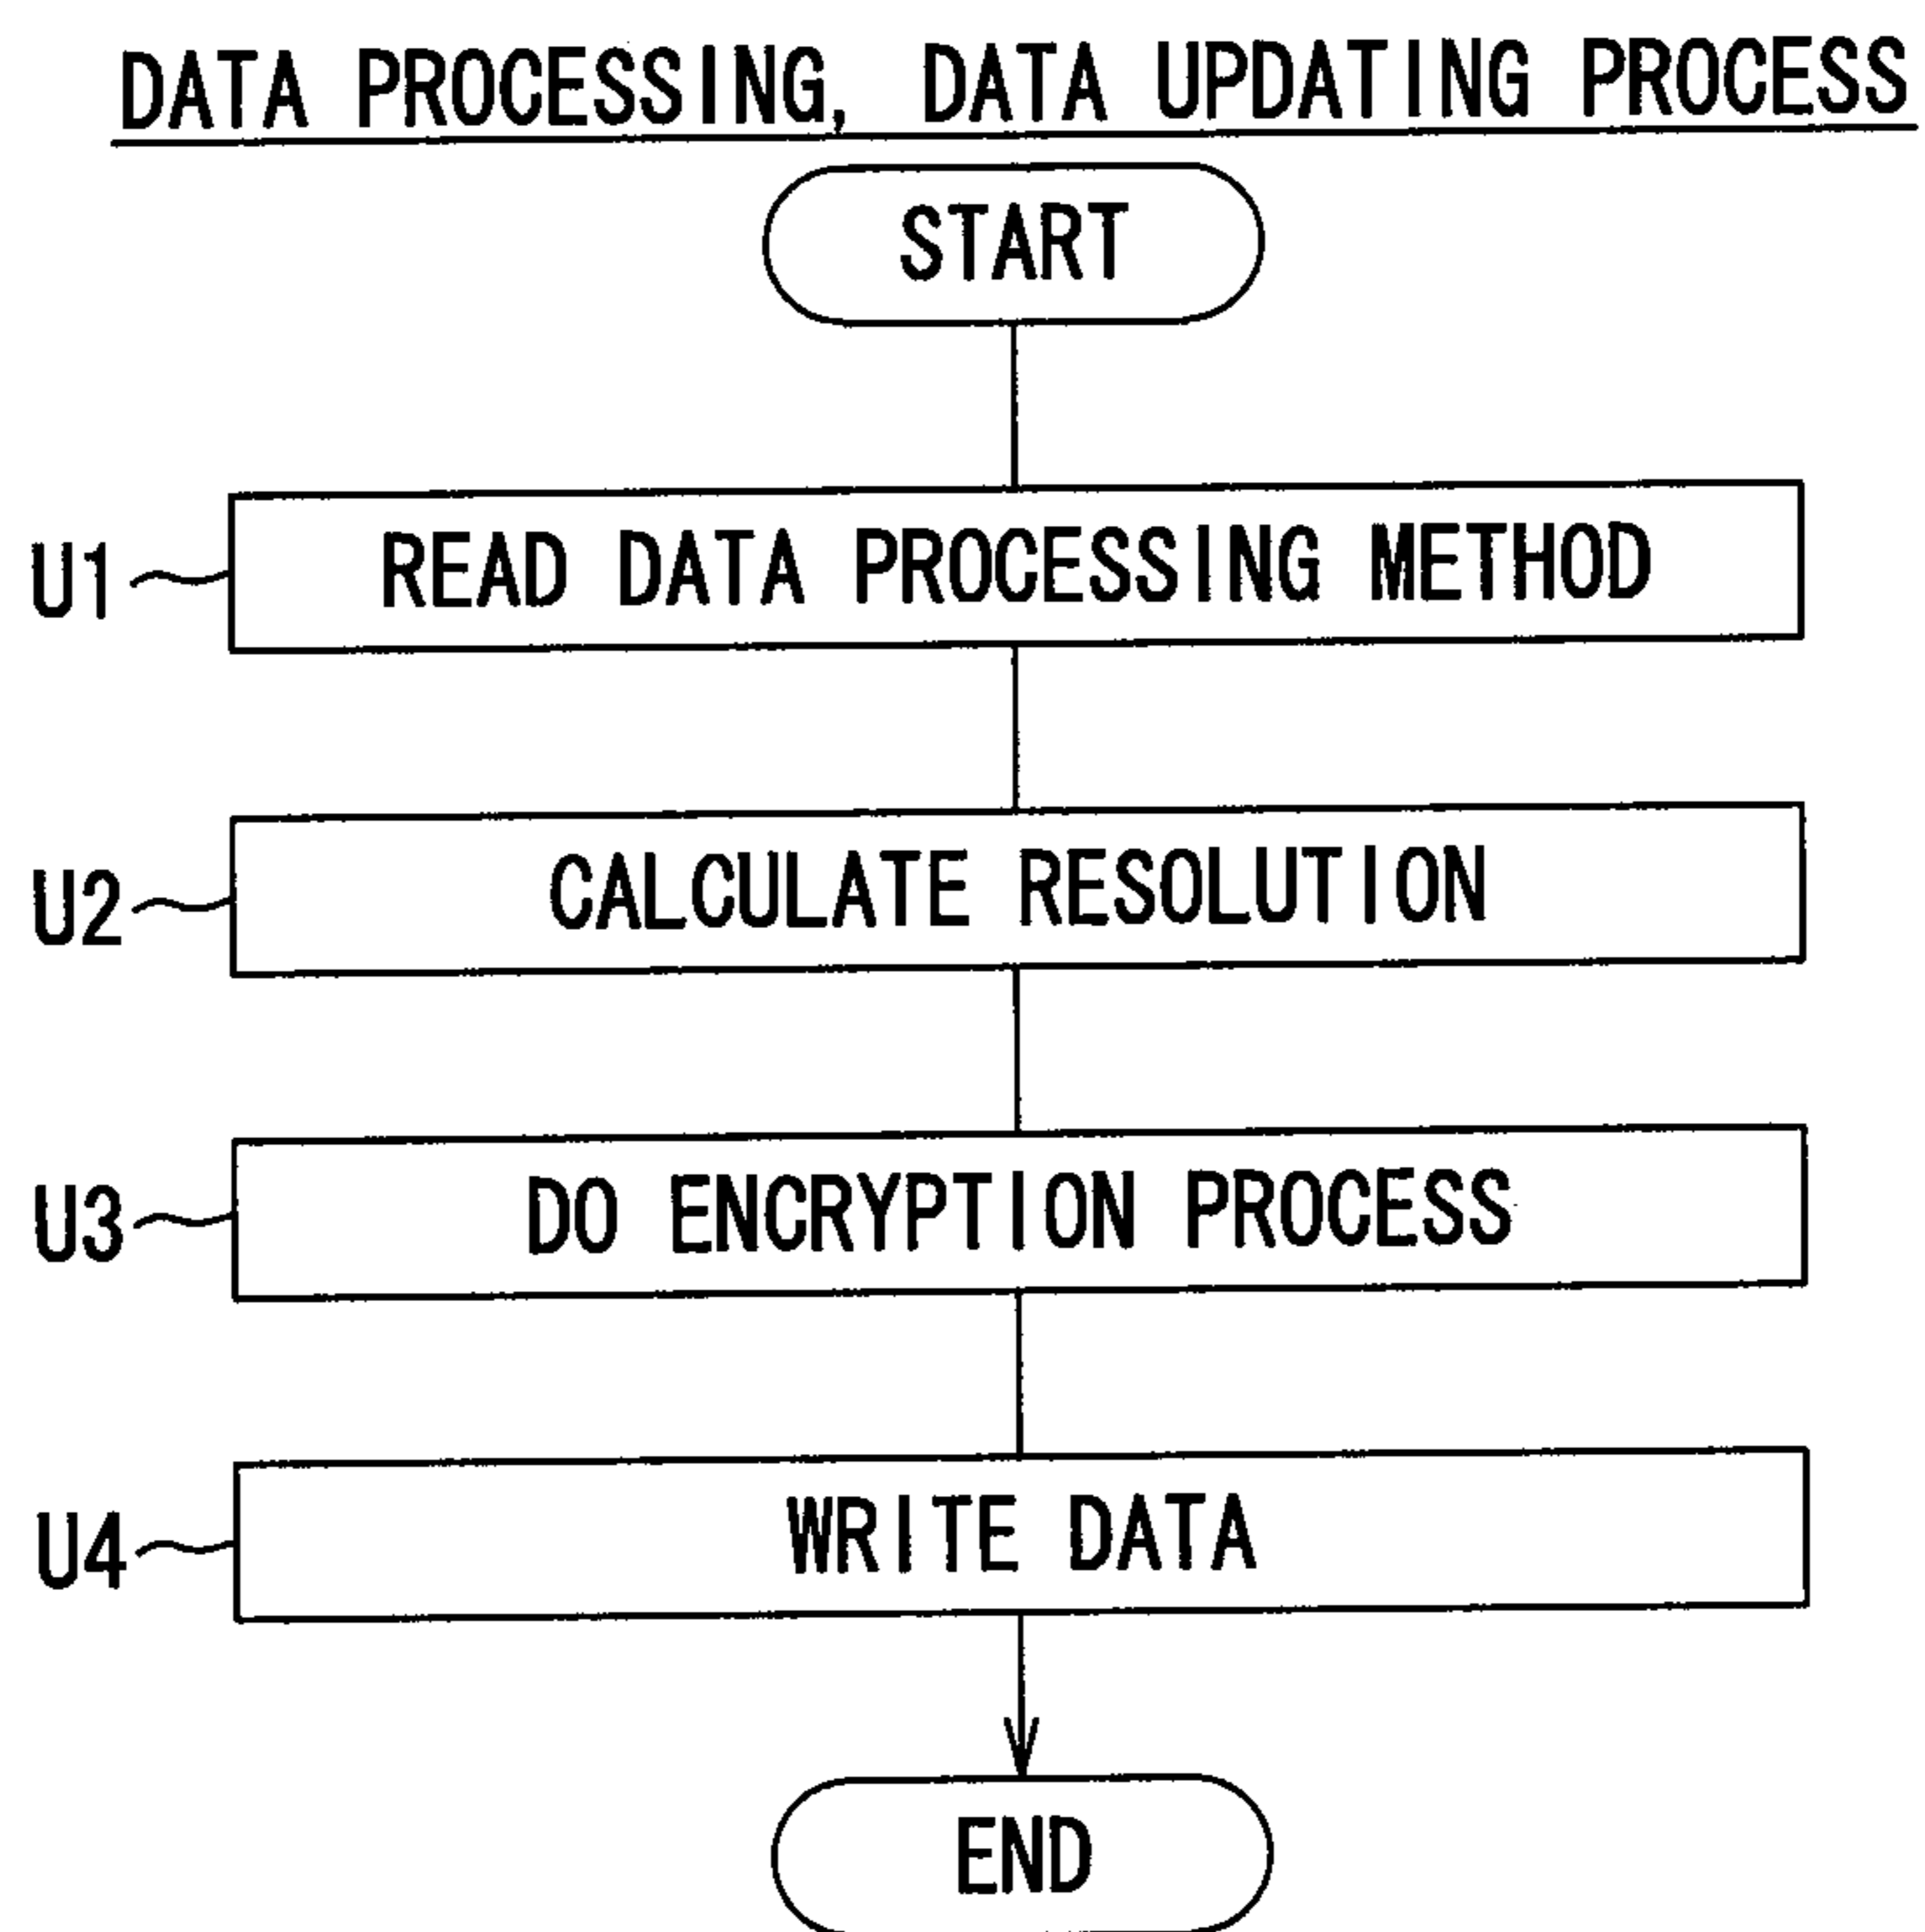 DATA PROCESSING, DATA UPDATING PROCESS
START
U1 READ DATA PROCESSING METHOD
U2 CALCULATE RESOLUTION
U3 DO ENCRYPTION PROCESS
U4 WRITE DATA
END